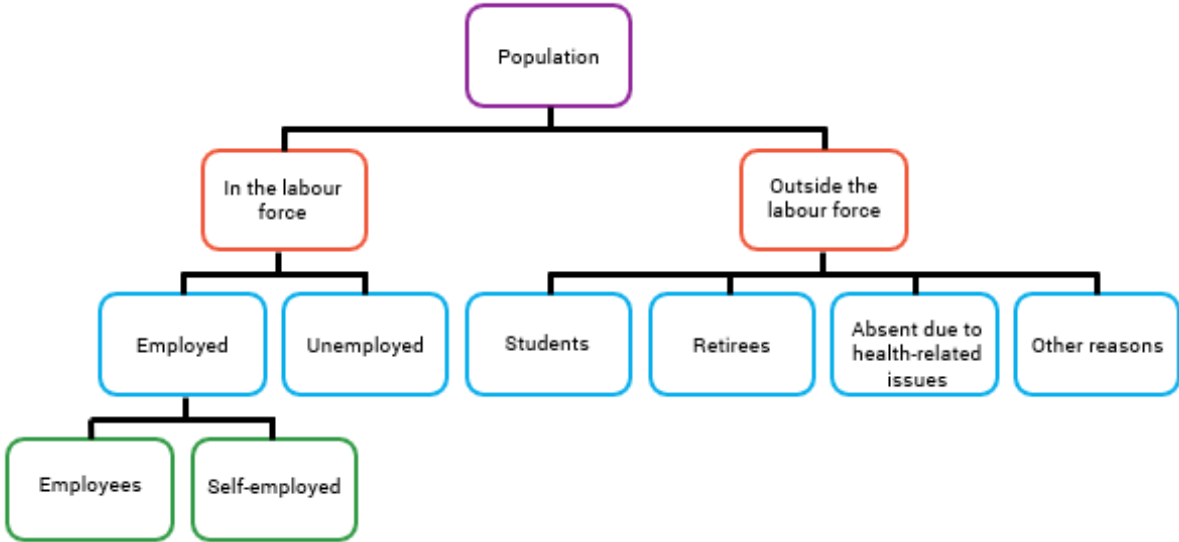 Population
In the labour
force
Outside the
labour force
Employed
Unemployed
Students
Retirees
Absent due to
health-related
issues
Other reasons
Employees
Self-employed